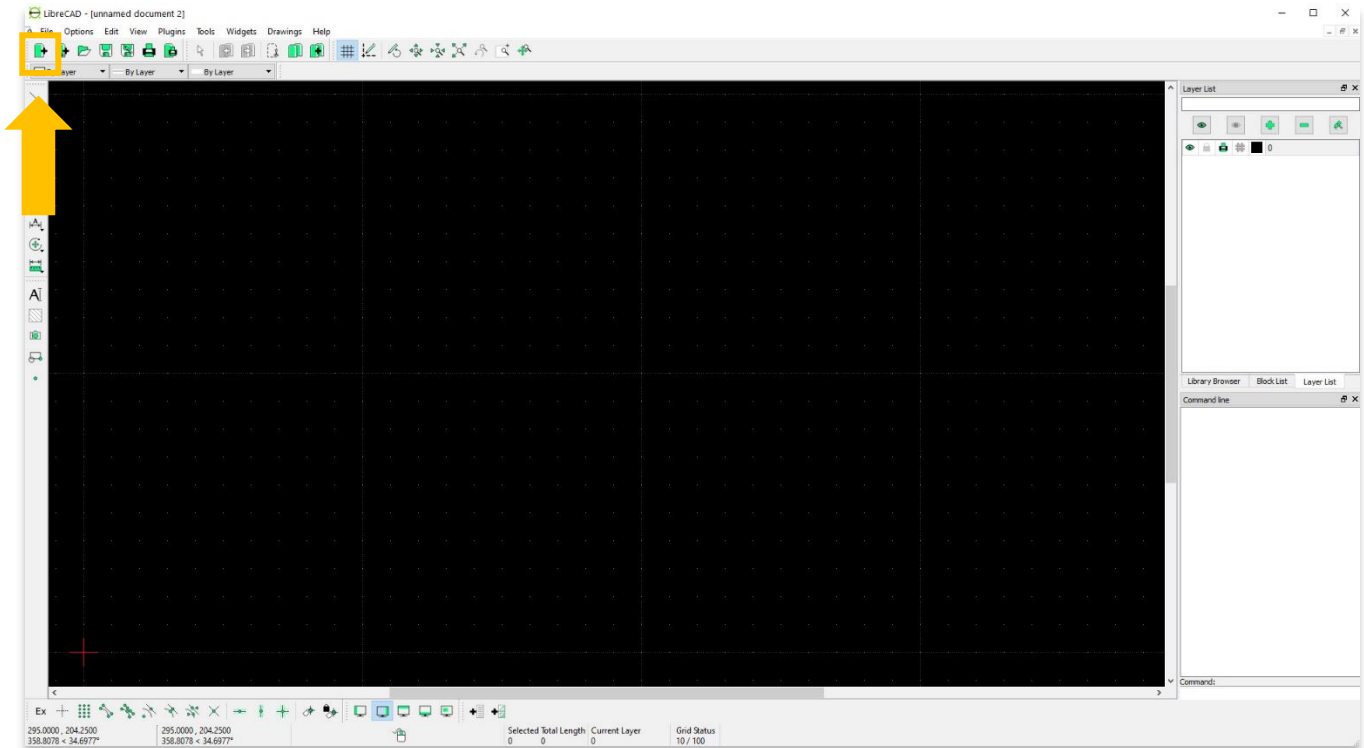 LibreCAD - [unnamed document 2]
File Options Edit View Plugins Tools Widgets Drawings Help
By Layer By Layer By Layer
Layer List
0
A
A
Library Browser Block List Layer List
Command line
Command:
Ex
295.0000 , 204.2500 295.0000 , 204.2500 Selected Total Length Current Layer Grid Status
358.8078 < 34.6977° 358.8078 < 34.6977° 0 0 0 10 / 100